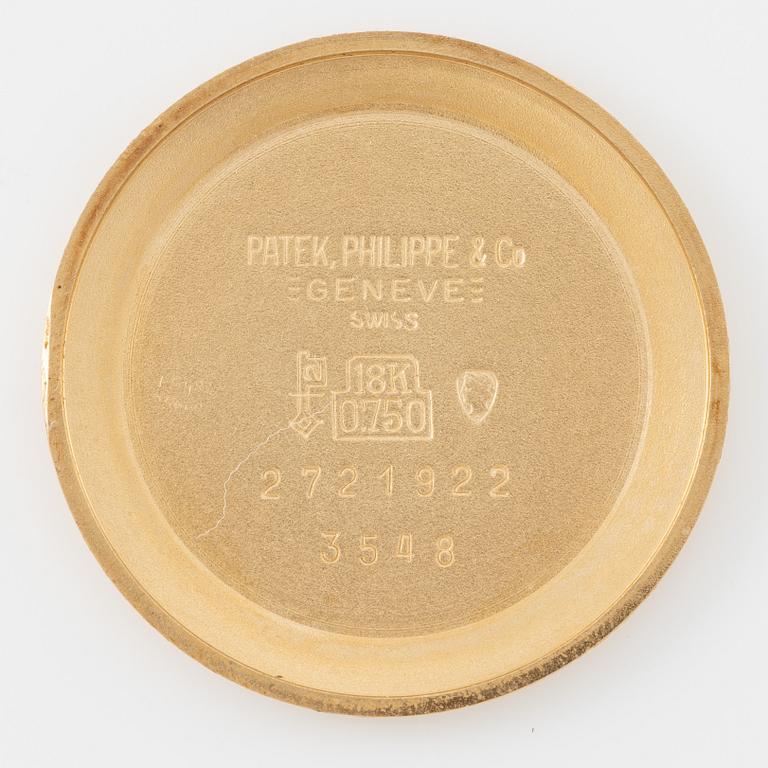 PATEK, PHILIPPE & Co
GENEVE
SWISS
18K
0.750
2721922
3548